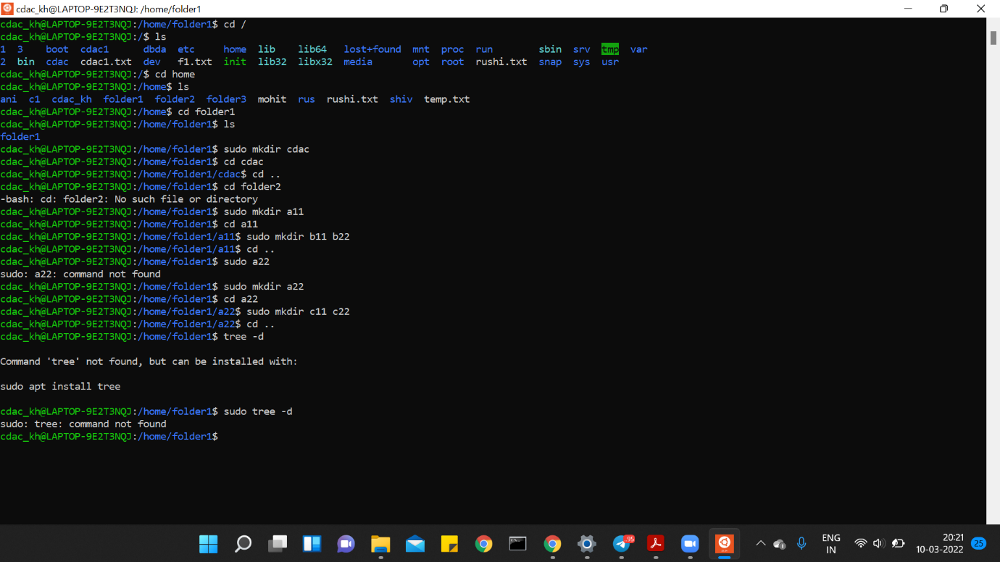 cdac_kh@LAPTOP-9E2T3NQJ: /home/folder1
cdac_kh@LAPTOP-9E2T3NQJ:/home/folder1$ cd /
cdac_kh@LAPTOP-9E2T3NQJ:/$ ls
1 3 boot cdac1 dbda etc home lib lib64 lost+found mnt proc run sbin srv tmp var
2 bin cdac cdac1.txt dev f1.txt init lib32 libx32 media opt root rushi.txt snap sys usr
cdac_kh@LAPTOP-9E2T3NQJ:/$ cd home
cdac_kh@LAPTOP-9E2T3NQJ:/home$ ls
ani c1 cdac_kh folder1 folder2 folder3 mohit rus rushi.txt shiv temp.txt
cdac_kh@LAPTOP-9E2T3NQJ:/home$ cd folder1
cdac_kh@LAPTOP-9E2T3NQJ:/home/folder1$ ls
folder1
cdac_kh@LAPTOP-9E2T3NQJ:/home/folder1$ sudo mkdir cdac
cdac_kh@LAPTOP-9E2T3NQJ:/home/folder1$ cd cdac
cdac_kh@LAPTOP-9E2T3NQJ:/home/folder1/cdac$ cd ..
cdac_kh@LAPTOP-9E2T3NQJ:/home/folder1$ cd folder2
-bash: cd: folder2: No such file or directory
cdac_kh@LAPTOP-9E2T3NQJ:/home/folder1$ sudo mkdir a11
cdac_kh@LAPTOP-9E2T3NQJ:/home/folder1$ cd a11
cdac_kh@LAPTOP-9E2T3NQJ:/home/folder1/a11$ sudo mkdir b11 b22
cdac_kh@LAPTOP-9E2T3NQJ:/home/folder1/a11$ cd ..
cdac_kh@LAPTOP-9E2T3NQJ:/home/folder1$ sudo a22
sudo: a22: command not found
cdac_kh@LAPTOP-9E2T3NQJ:/home/folder1$ sudo mkdir a22
cdac_kh@LAPTOP-9E2T3NQJ:/home/folder1$ cd a22
cdac_kh@LAPTOP-9E2T3NQJ:/home/folder1/a22$ sudo mkdir c11 c22
cdac_kh@LAPTOP-9E2T3NQJ:/home/folder1/a22$ cd ..
cdac_kh@LAPTOP-9E2T3NQJ:/home/folder1$ tree -d
Command 'tree' not found, but can be installed with:
sudo apt install tree
cdac_kh@LAPTOP-9E2T3NQJ:/home/folder1$ sudo tree -d
sudo: tree: command not found
cdac_kh@LAPTOP-9E2T3NQJ:/home/folder1$
95
ENG
IN
20:21
10-03-2022
25